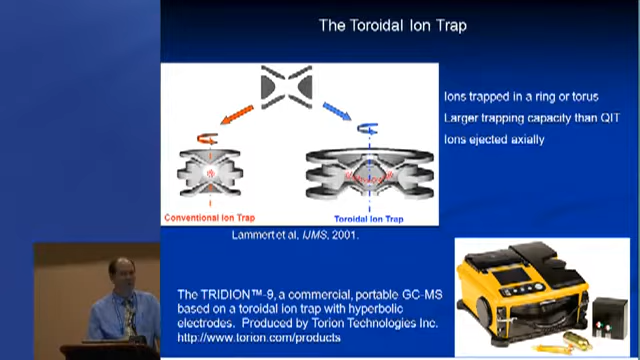 The Toroidal Ion Trap
Ions trapped in a ring or torus
Larger trapping capacity than QIT
Ions ejected axially
Conventional Ion Trap
Toroidal Ion Trap
Lammert et al, IJMS, 2001.
The TRIDION™-9, a commercial, portable GC-MS
based on a toroidal ion trap with hyperbolic
electrodes. Produced by Torion Technologies Inc.
http://www.torion.com/products